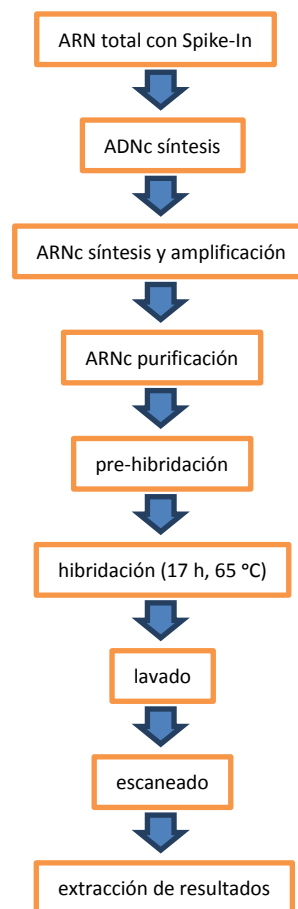 ARN total con Spike-In
ADNc síntesis
ARNc síntesis y amplificación
ARNc purificación
pre-hibridación
hibridación (17 h, 65 ºC)
lavado
escaneado
extracción de resultados